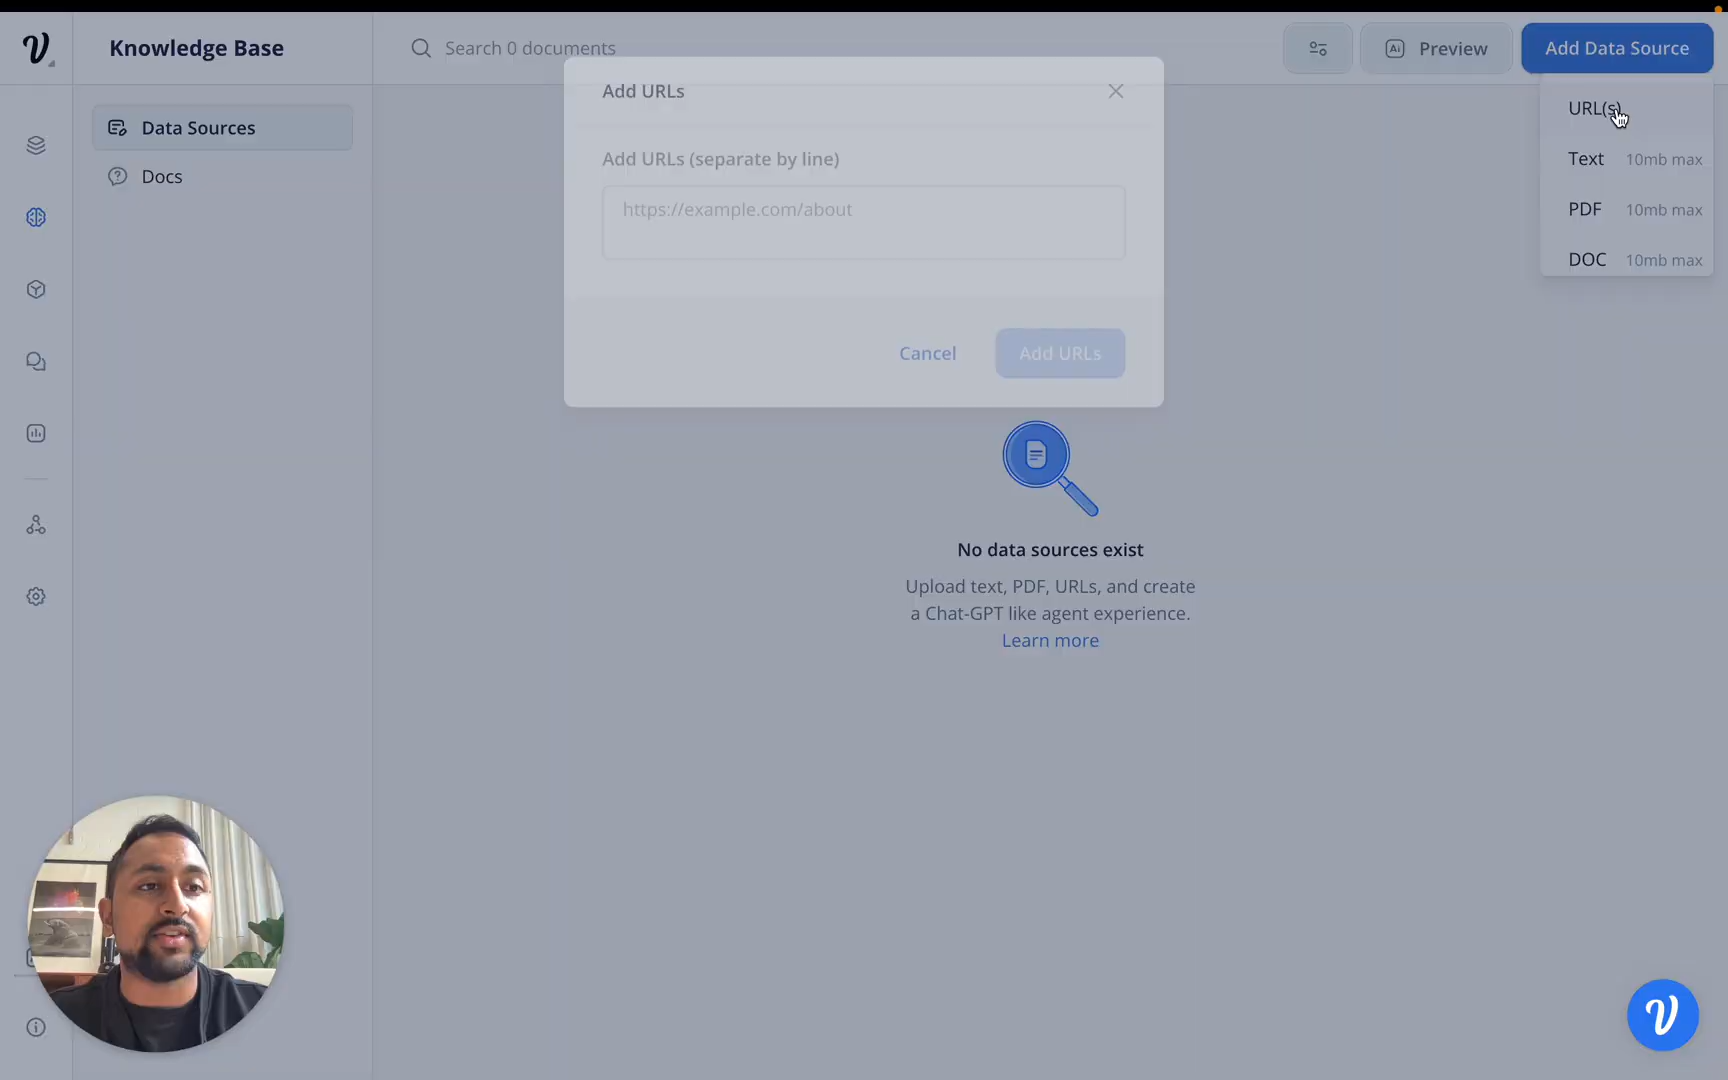 Knowledge Base
Search 0 documents
Preview
Add Data Source
Data Sources
Docs
Add URLs
Add URLs (separate by line)
https://example.com/about
Cancel
Add URLs
URL(s)
Text 10mb max
PDF 10mb max
DOC 10mb max
No data sources exist
Upload text, PDF, URLs, and create
a Chat-GPT like agent experience.
Learn more